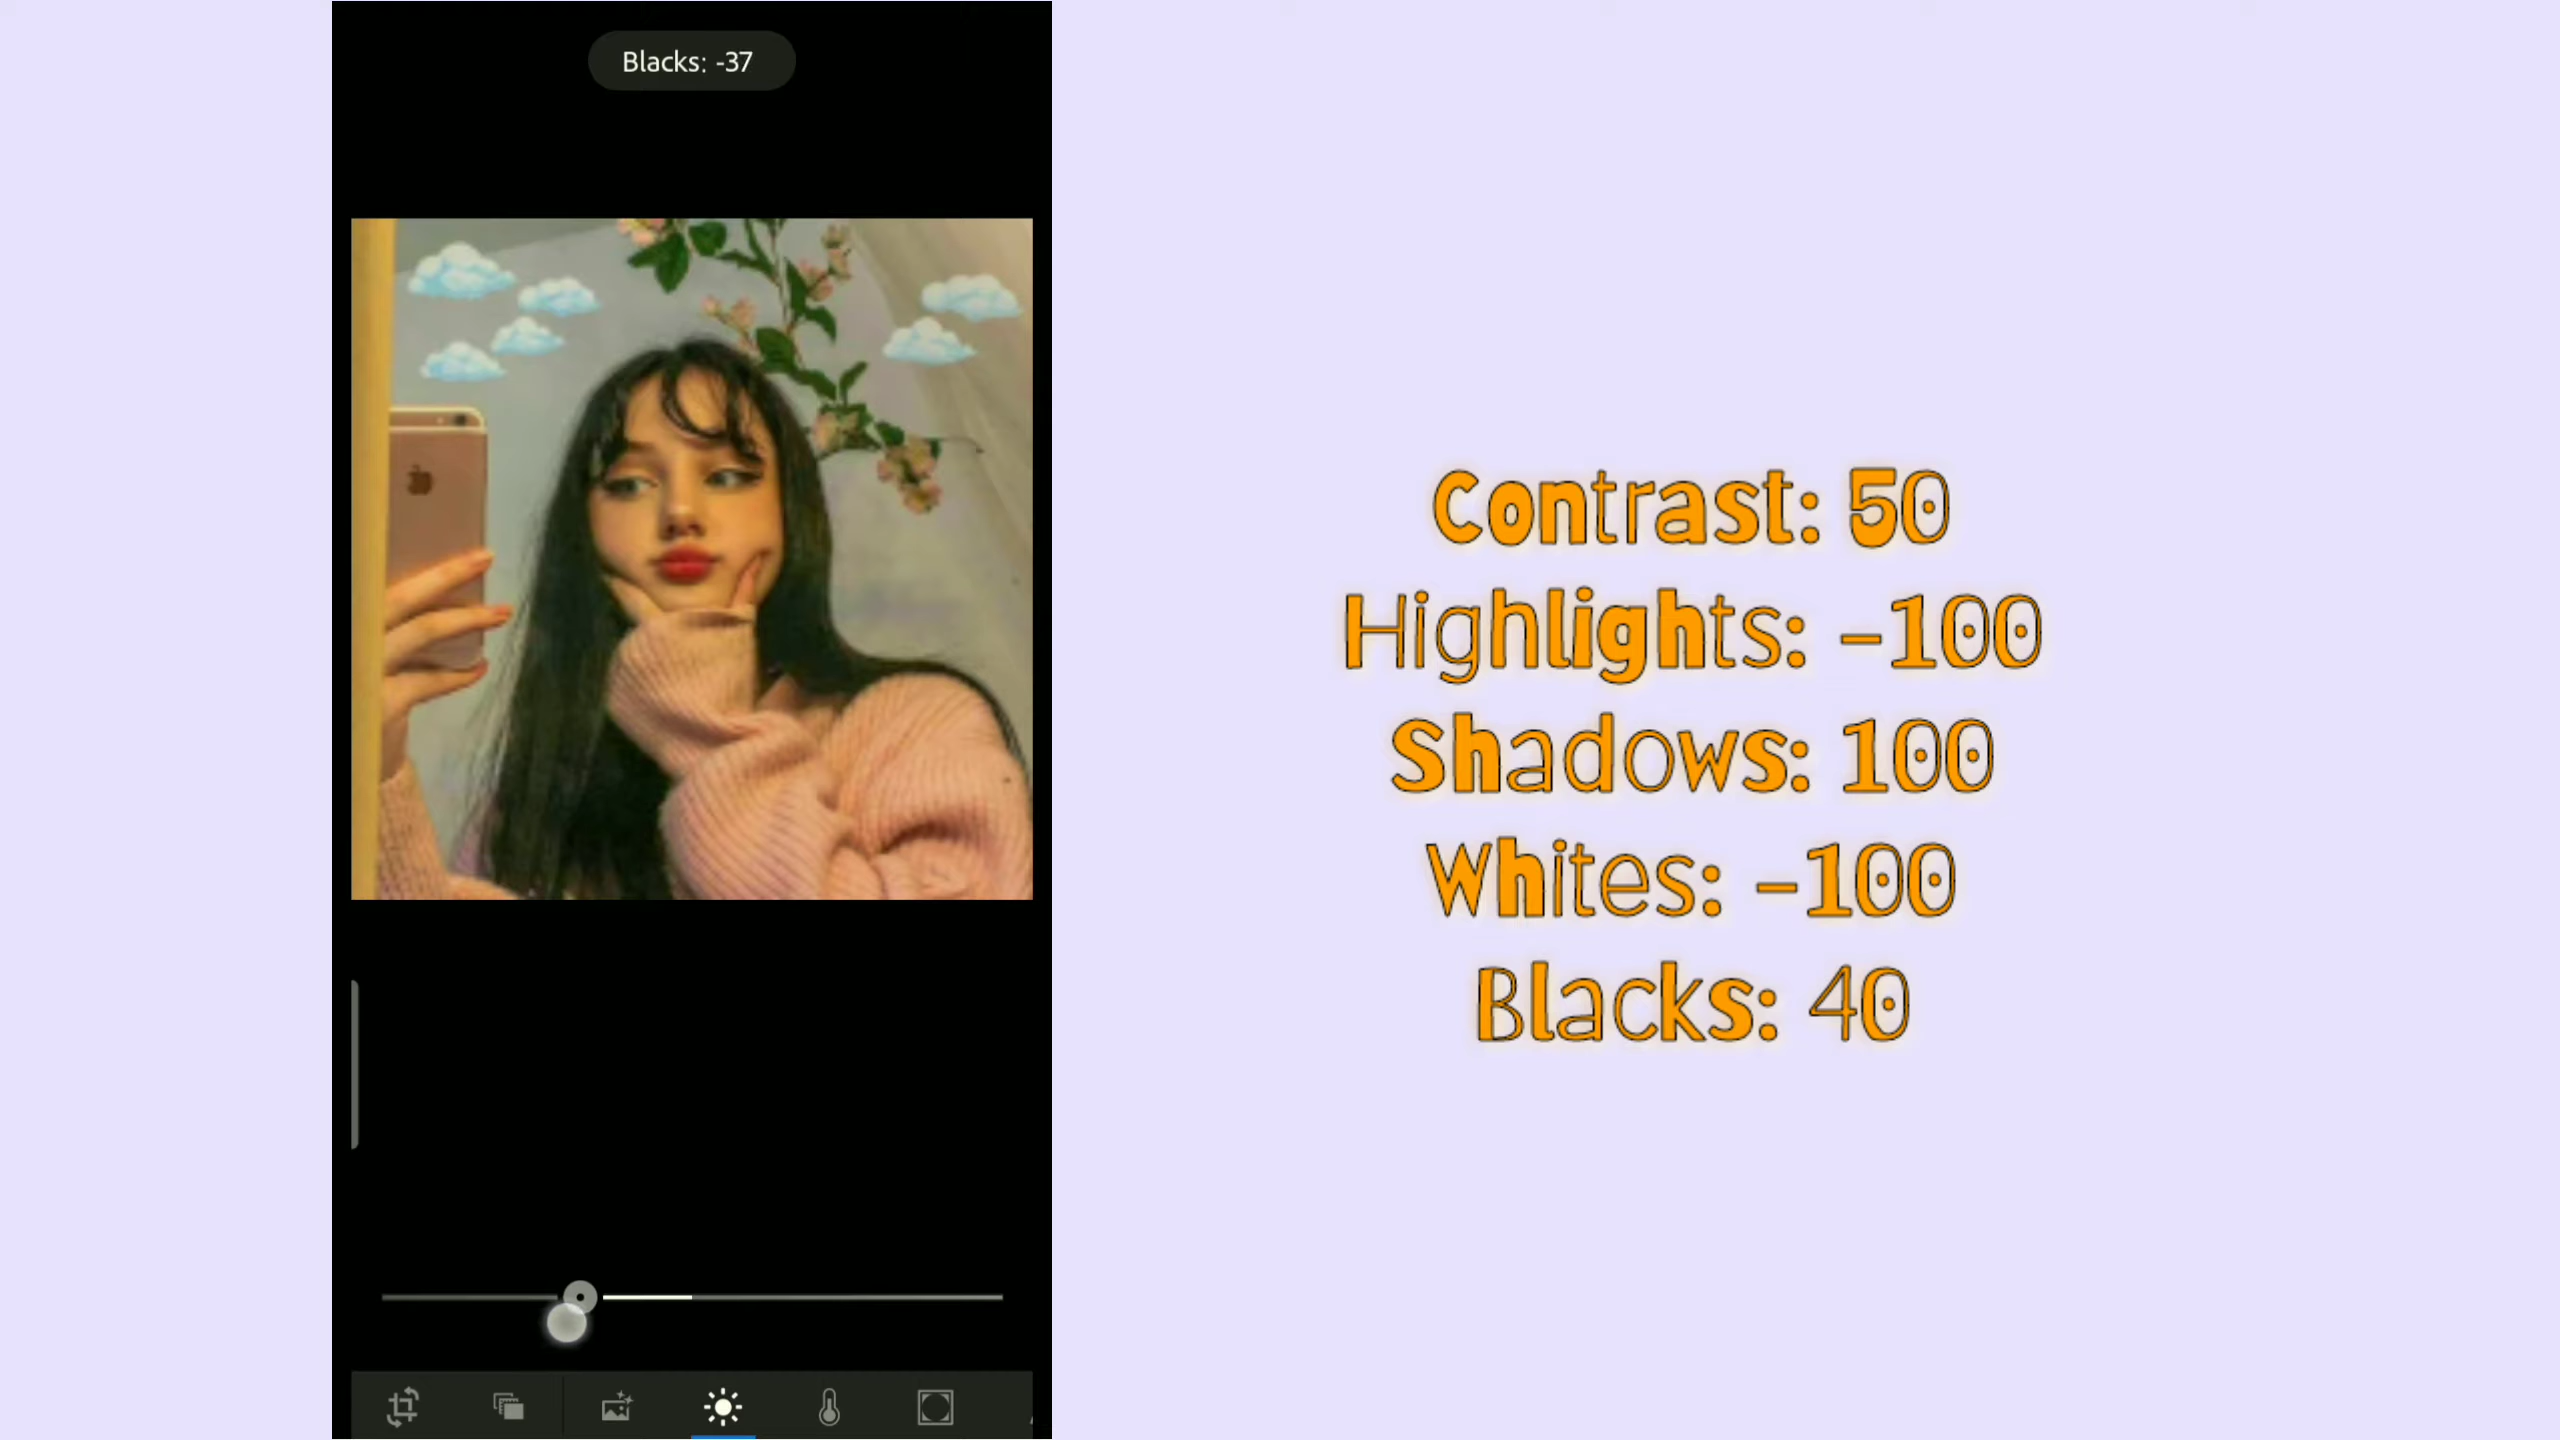 Blacks: -37
Contrast: 50
Highlights: -100
Shadows: 100
Whites: -100
Blacks: 40